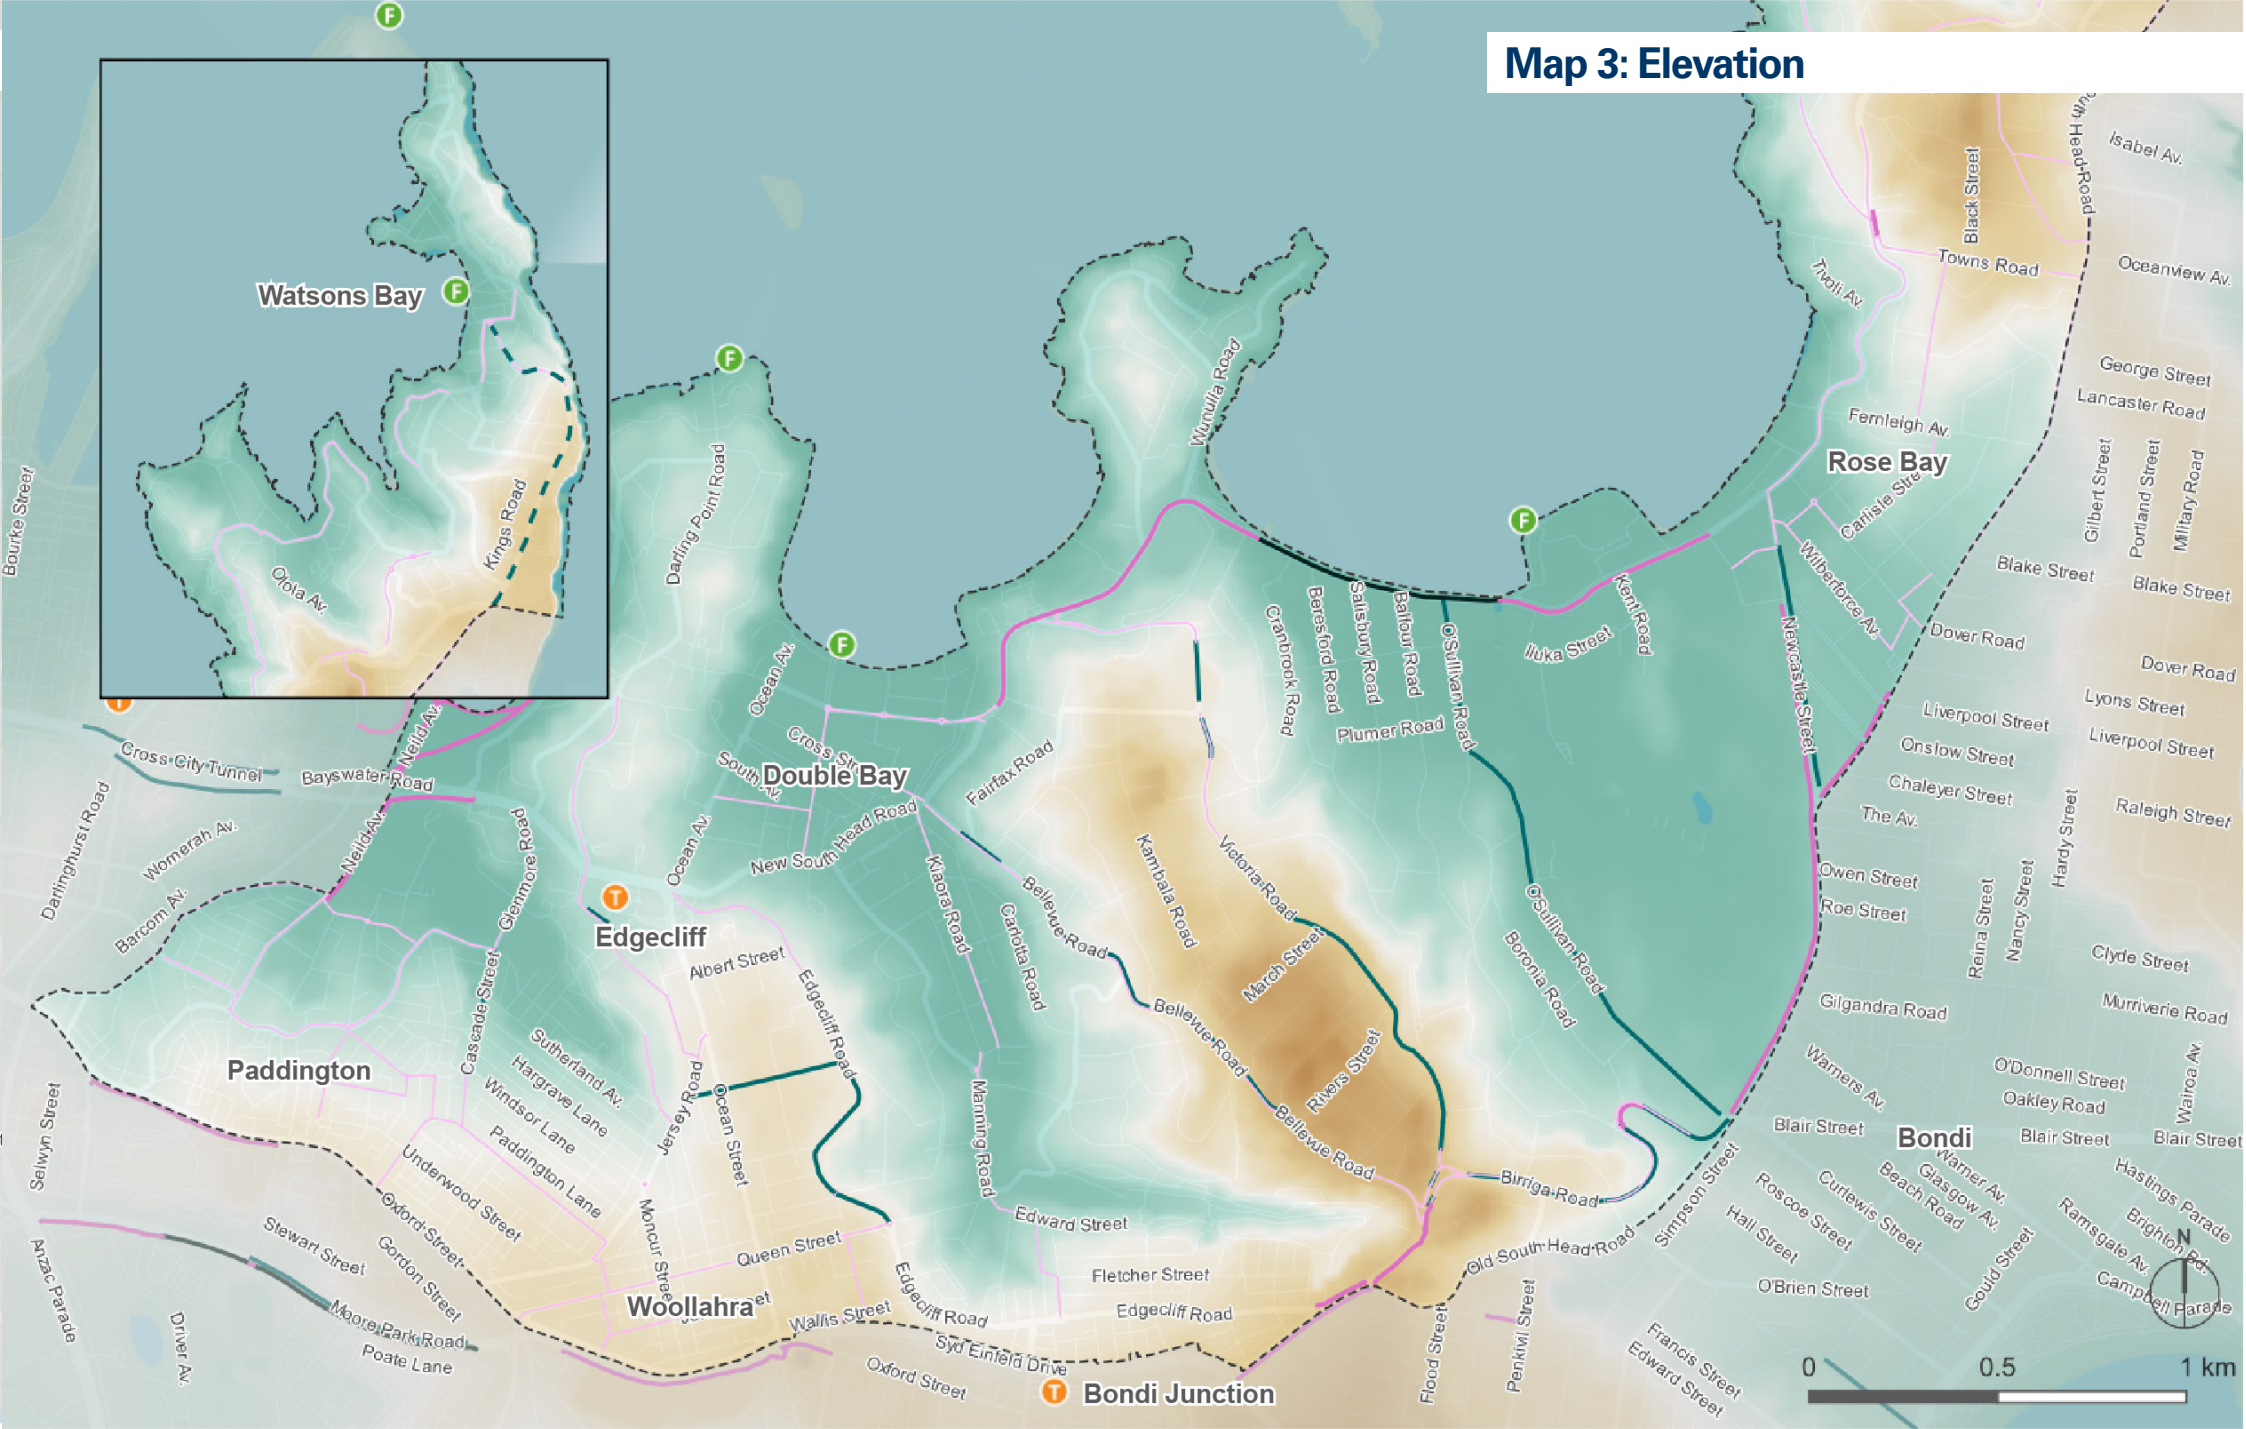 F
Map 3: Elevation
Watsons Bay
F
Kings Road
Olola Av.
T
F
F
F
Isabel Av.
Head Road
Black Street
Towns Road
Oceanview Av.
Tivoli Av.
Wunulla Road
George Street
Lancaster Road
Fernleigh Av.
Rose Bay
Carlisle Stre
Gilbert Street
Portland Street
Military Road
Bourke Street
Darling Point Road
Blake Street
Blake Street
Wilberforce Av.
Kent Road
Iluka Street
Dover Road
Dover Road
Cranbrook Road
Beresford Road
Salisbury Road
Balfour Road
O'Sullivan Road
Plumer Road
Newcastle Street
Lyons Street
Liverpool Street
Liverpool Street
Onslow Street
Chaleyer Street
The Av.
Raleigh Street
Hardy Street
Ocean Av.
Cross Str
South Av.
Double Bay
Fairfax Road
New South Head Road
Neild Av.
Cross City Tunnel
Bayswater Road
Neild Av.
Darlinghurst Road
Womerah Av.
Barcom Av.
Glenmore Road
Ocean Av.
T
Edgecliff
Albert Street
Kiaora Road
Carlotta Road
Bellevue Road
Kambala Road
Victoria Road
March Street
O'Sullivan Road
Boronia Road
Owen Street
Roe Street
Reina Street
Nancy Street
Clyde Street
Gilgandra Road
Murriverie Road
Cascade Street
Edgecliff Road
Bellevue Road
Rivers Street
Paddington
Sutherland Av.
Hargrave Lane
Windsor Lane
Paddington Lane
Jersey Road
Ocean Street
Manning Road
Bellevue Road
Warners Av.
O'Donnell Street
Oakley Road
Wairoa Av.
Blair Street
Bondi
Blair Street
Blair Street
Selwyn Street
Underwood Street
Oxford Street
Moncur Stree
Queen Street
Edward Street
Birriga Road
Simpson Street
Old South Head Road
Warner Av.
Glasgow Av.
Beach Road
Curlewis Street
Roscoe Street
Hall Street
Hastings Parade
Brighton Bd.
Ramsgate Av.
Campbell Parade
N
Gould Street
O'Brien Street
Stewart Street
Gordon Street
Anzac Parade
Driver Av.
Moore Park Road
Poate Lane
Woollahra
et
Wallis Street
Edgecliff Road
Fletcher Street
Edgecliff Road
Syd Einfeld Drive
Oxford Street
T
Bondi Junction
Flood Street
Penkivil Street
Francis Street
Edward Street
0 0.5 1 km